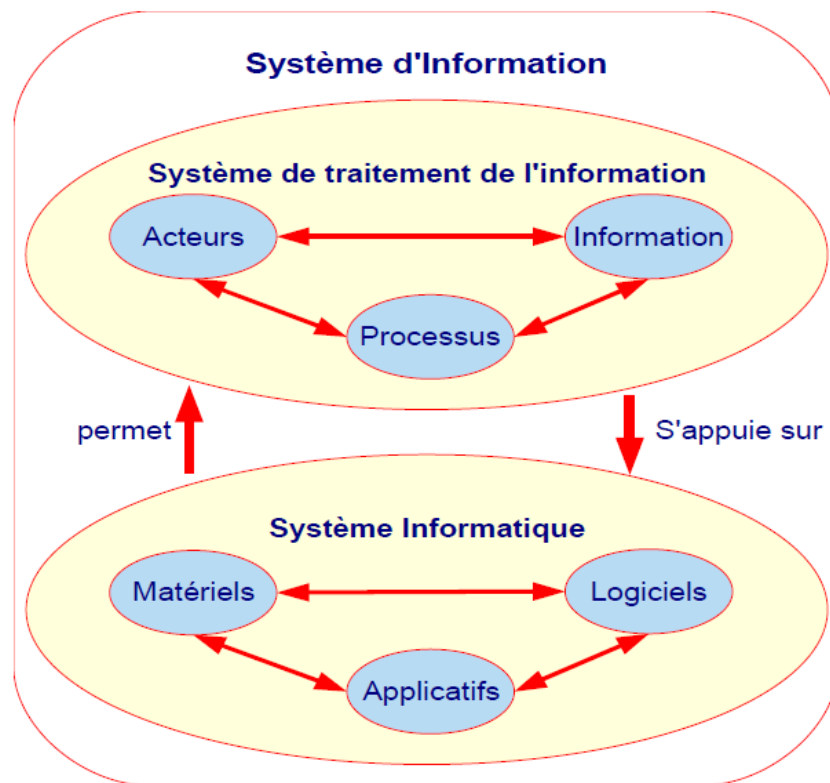 Système d'Information
Système de traitement de l'information
Acteurs
Information
Processus
permet
S'appuie sur
Système Informatique
Matériels
Logiciels
Applicatifs